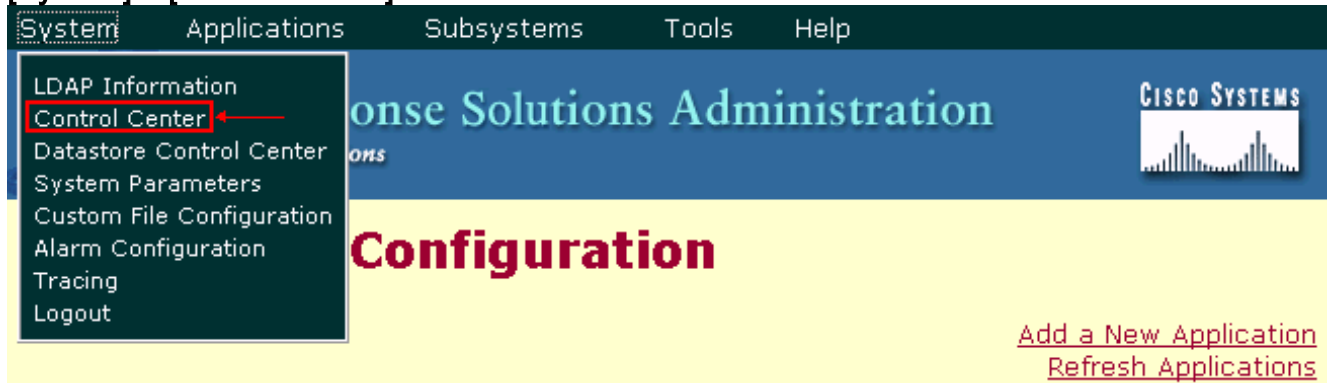 System Applications Subsystems Tools Help
LDAP Information
Control Center
Datastore Control Center
System Parameters
Custom File Configuration
Alarm Configuration
Tracing
Logout
onse Solutions Administration
ons
CISCO SYSTEMS
Configuration
Add a New Application
Refresh Applications